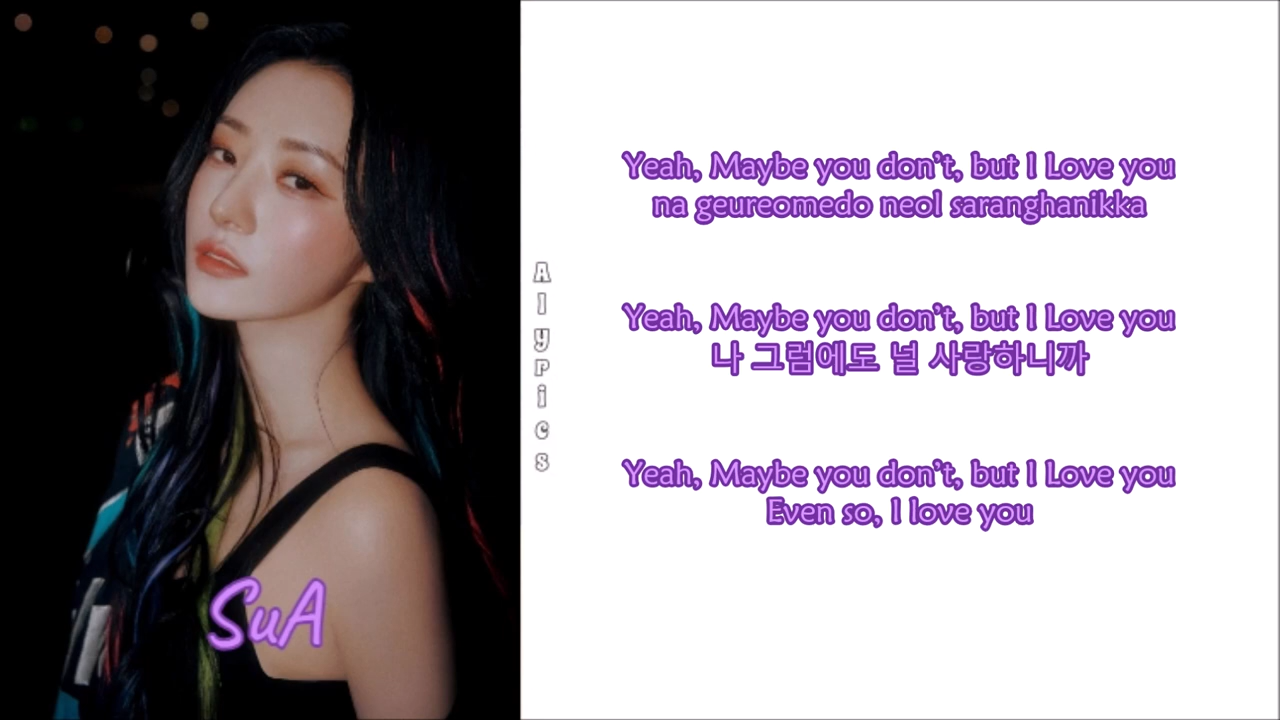 SuA
Alyrics
Yeah, Maybe you don't, but I Love you
na geureomedo neol saranghanikka
Yeah, Maybe you don't, but I Love you
나 그럼에도 널 사랑하니까
Yeah, Maybe you don't, but I Love you
Even so, I love you